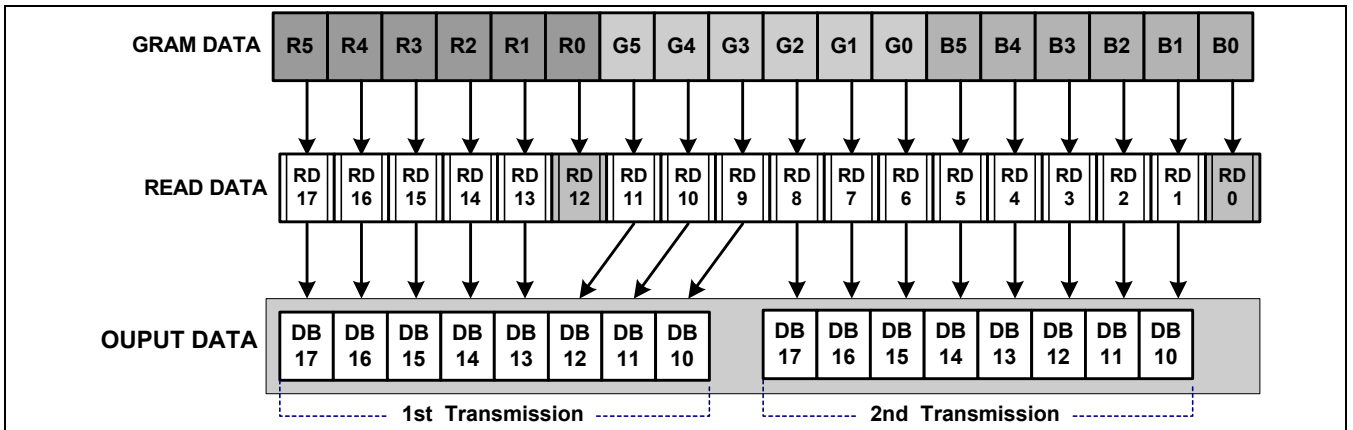 GRAM DATA R5 R4 R3 R2 R1 R0 G5 G4 G3 G2 G1 G0 B5 B4 B3 B2 B1 B0
READ DATA RD 17 RD 16 RD 15 RD 14 RD 13 RD 12 RD 11 RD 10 RD 9 RD 8 RD 7 RD 6 RD 5 RD 4 RD 3 RD 2 RD 1 RD 0
OUPUT DATA DB 17 DB 16 DB 15 DB 14 DB 13 DB 12 DB 11 DB 10 DB 17 DB 16 DB 15 DB 14 DB 13 DB 12 DB 11 DB 10
1st Transmission 2nd Transmission